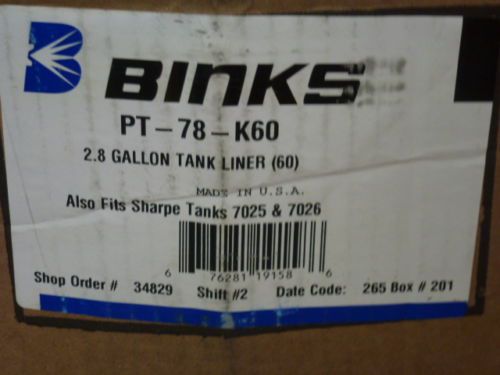 BINKS
PT-78-K60
2.8 GALLON TANK LINER (60)
MADE IN U.S.A.
Also Fits Sharpe Tanks 7025 & 7026
6 76281 19158 6
Shop Order # 34829 Shift #2 Date Code: 265 Box # 201